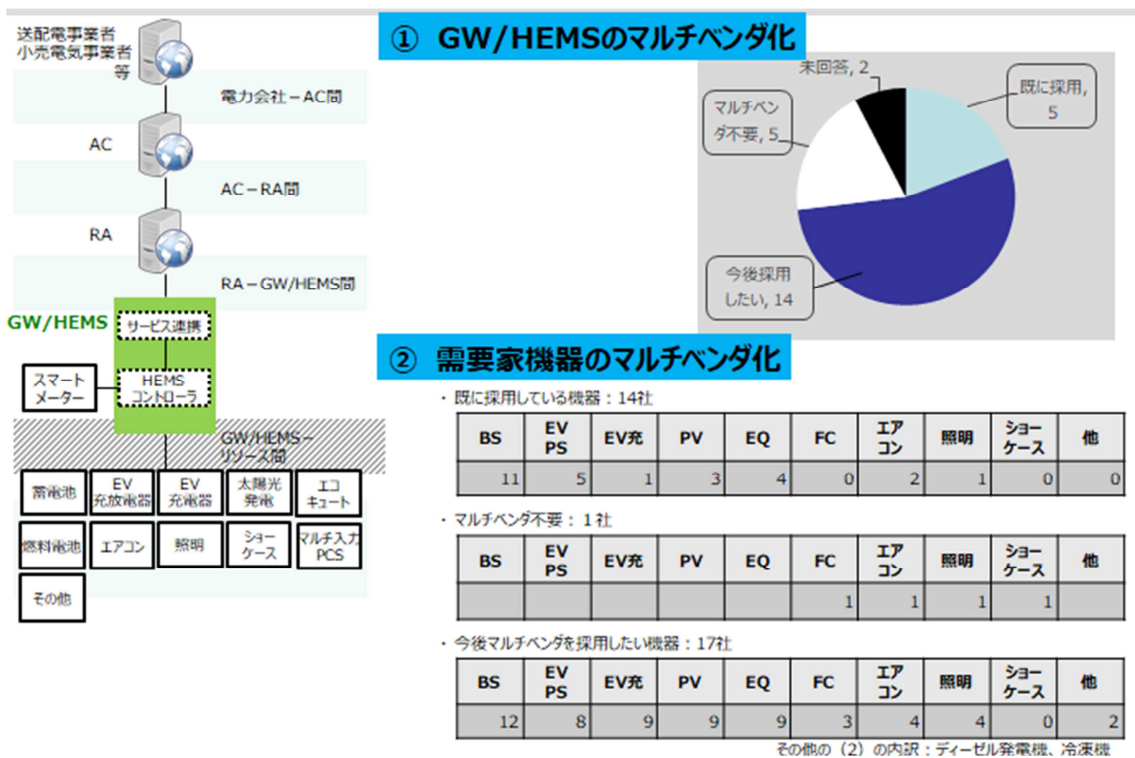 送配電事業者
小売電気事業者
等
電力会社－AC間
AC
AC－RA間
RA
RA－GW/HEMS間
GW/HEMS
サービス連携
スマート
メーター
HEMS
コントローラ
GW/HEMS－
リソース間
蓄電池
EV
充放電器
EV
充電器
太陽光
発電
エコ
キュート
燃料電池
エアコン
照明
ショー
ケース
マルチ入力
PCS
その他
① GW/HEMSのマルチベンダ化
未回答, 2
既に採用,
5
マルチベン
ダ不要, 5
今後採用
したい, 14
② 需要家機器のマルチベンダ化
・ 既に採用している機器：14社
BS EV PS EV充 PV EQ FC エアコン 照明 ショーケース 他
11 5 1 3 4 0 2 1 0 0
・ マルチベンダ不要：１社
BS EV PS EV充 PV EQ FC エアコン 照明 ショーケース 他
1 1 1 1
・ 今後マルチベンダを採用したい機器：17社
BS EV PS EV充 PV EQ FC エアコン 照明 ショーケース 他
12 8 9 9 9 3 4 4 0 2
その他の（2）の内訳：ディーゼル発電機、冷凍機